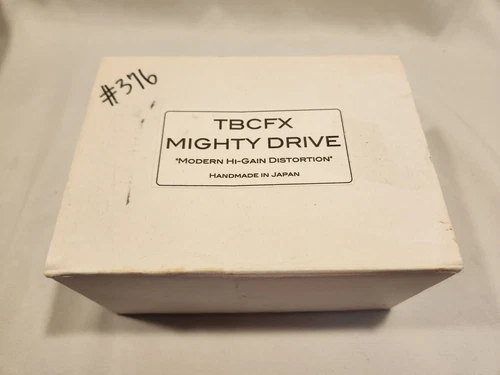 #376
TBCFX
MIGHTY DRIVE
"Modern Hi-Gain Distortion"
Handmade in Japan